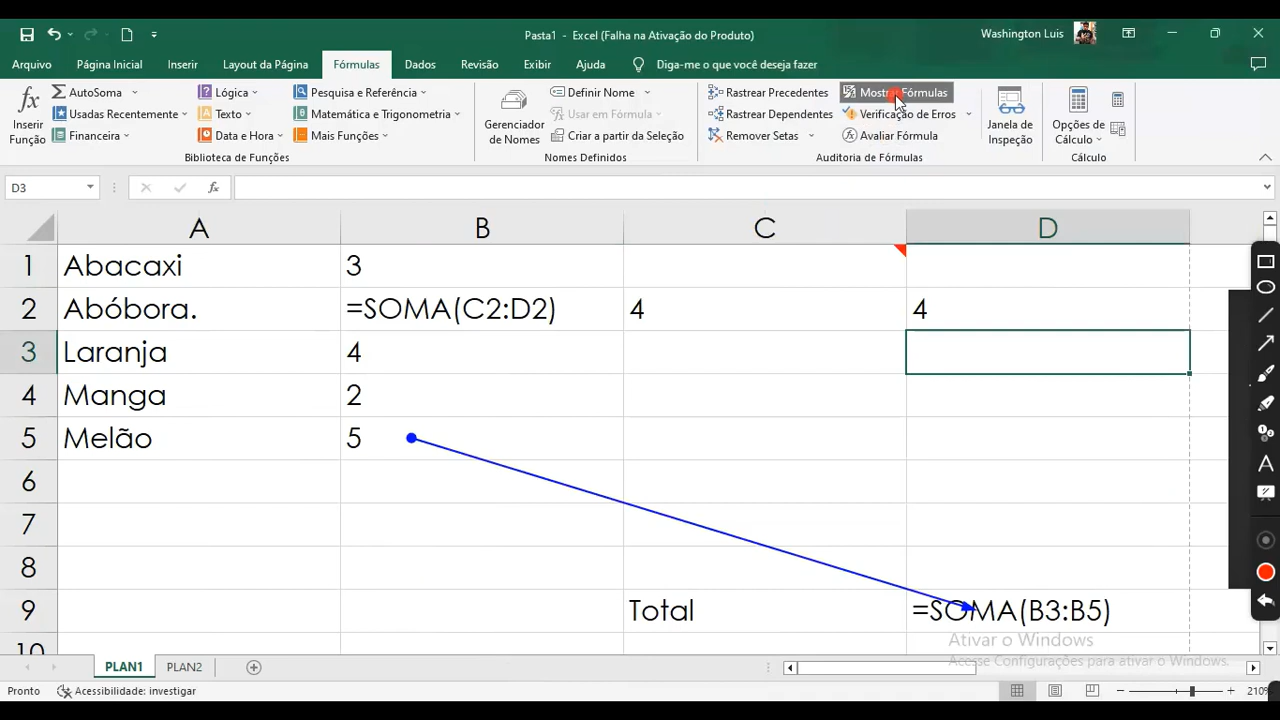 Pasta1 - Excel (Falha na Ativação do Produto)
Washington Luis
Arquivo Página Inicial Inserir Layout da Página Fórmulas Dados Revisão Exibir Ajuda Diga-me o que você deseja fazer
AutoSoma Lógica Pesquisa e Referência Definir Nome Rastrear Precedentes Mostrar Fórmulas
Usadas Recentemente Texto Matemática e Trigonometria Usar em Fórmula Rastrear Dependentes Verificação de Erros
Financeira Data e Hora Mais Funções Criar a partir da Seleção Remover Setas Avaliar Fórmula
Inserir Função
Gerenciador de Nomes
Janela de Inspeção
Opções de Cálculo
Biblioteca de Funções Nomes Definidos Auditoria de Fórmulas Cálculo
D3 fx
A B C D
1 Abacaxi 3
2 Abóbora. =SOMA(C2:D2) 4 4
3 Laranja 4
4 Manga 2
5 Melão 5
6
7
8
9 Total =SOMA(B3:B5)
10
Ativar o Windows
Acesse Configurações para ativar o Windows.
PLAN1 PLAN2
Pronto Acessibilidade: investigar 210%